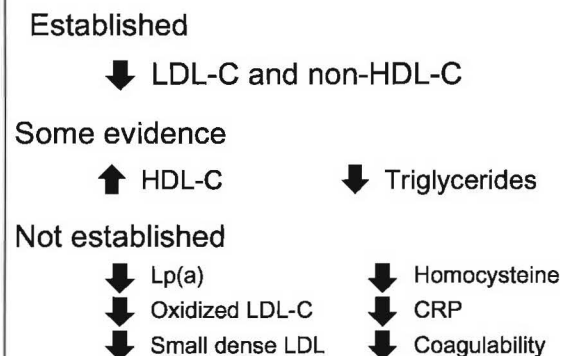 Established
LDL-C and non-HDL-C
Some evidence
HDL-C Triglycerides
Not established
Lp(a) Homocysteine
Oxidized LDL-C CRP
Small dense LDL Coagulability